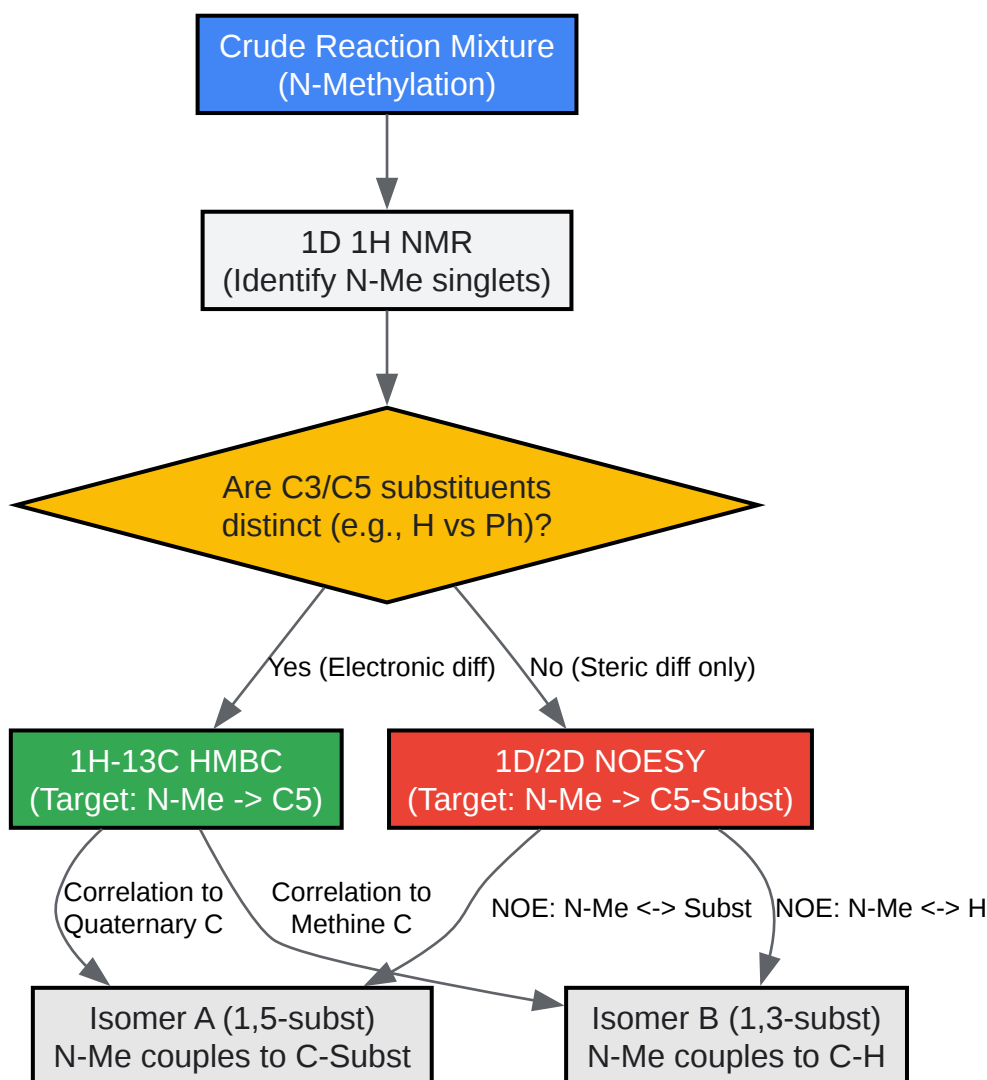 Crude Reaction Mixture
(N-Methylation)
1D 1H NMR
(Identify N-Me singlets)
Are C3/C5 substituents
distinct (e.g., H vs Ph)?
Yes (Electronic diff)
No (Steric diff only)
1H-13C HMBC
(Target: N-Me -> C5)
1D/2D NOESY
(Target: N-Me -> C5-Subst)
Correlation to
Quaternary C
Correlation to
Methine C
NOE: N-Me <-> Subst
NOE: N-Me <-> H
Isomer A (1,5-subst)
N-Me couples to C-Subst
Isomer B (1,3-subst)
N-Me couples to C-H